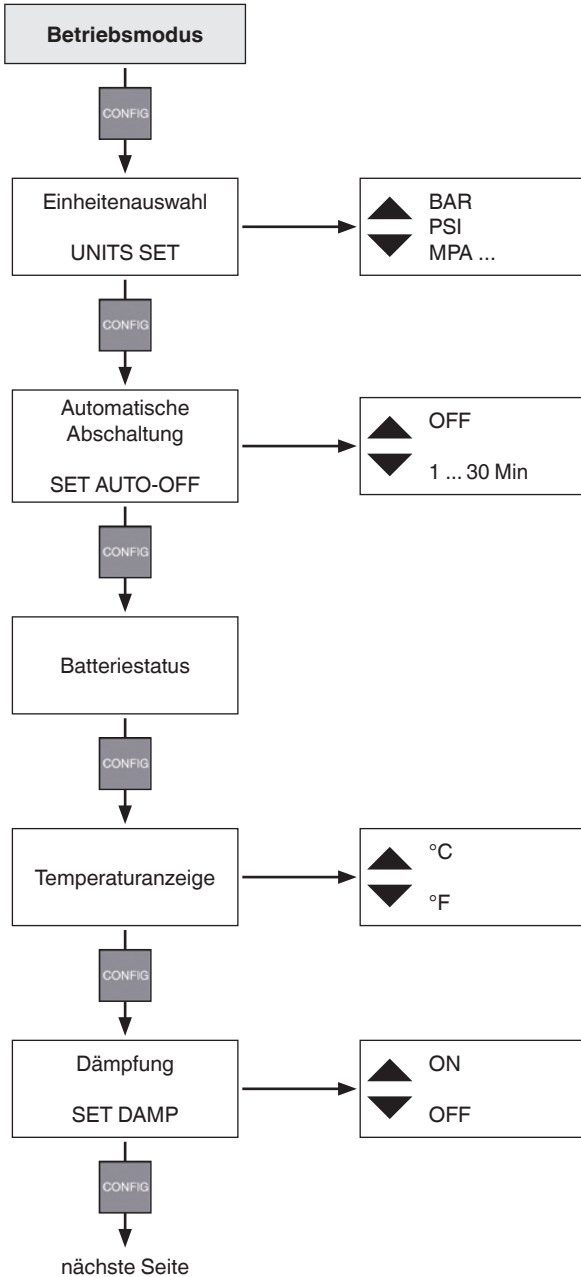 Betriebsmodus
CONFIG
Einheitenauswahl
UNITS SET
BAR
PSI
MPA ...
CONFIG
Automatische
Abschaltung
SET AUTO-OFF
OFF
1 ... 30 Min
CONFIG
Batteriestatus
CONFIG
Temperaturanzeige
°C
°F
CONFIG
Dämpfung
SET DAMP
ON
OFF
CONFIG
nächste Seite